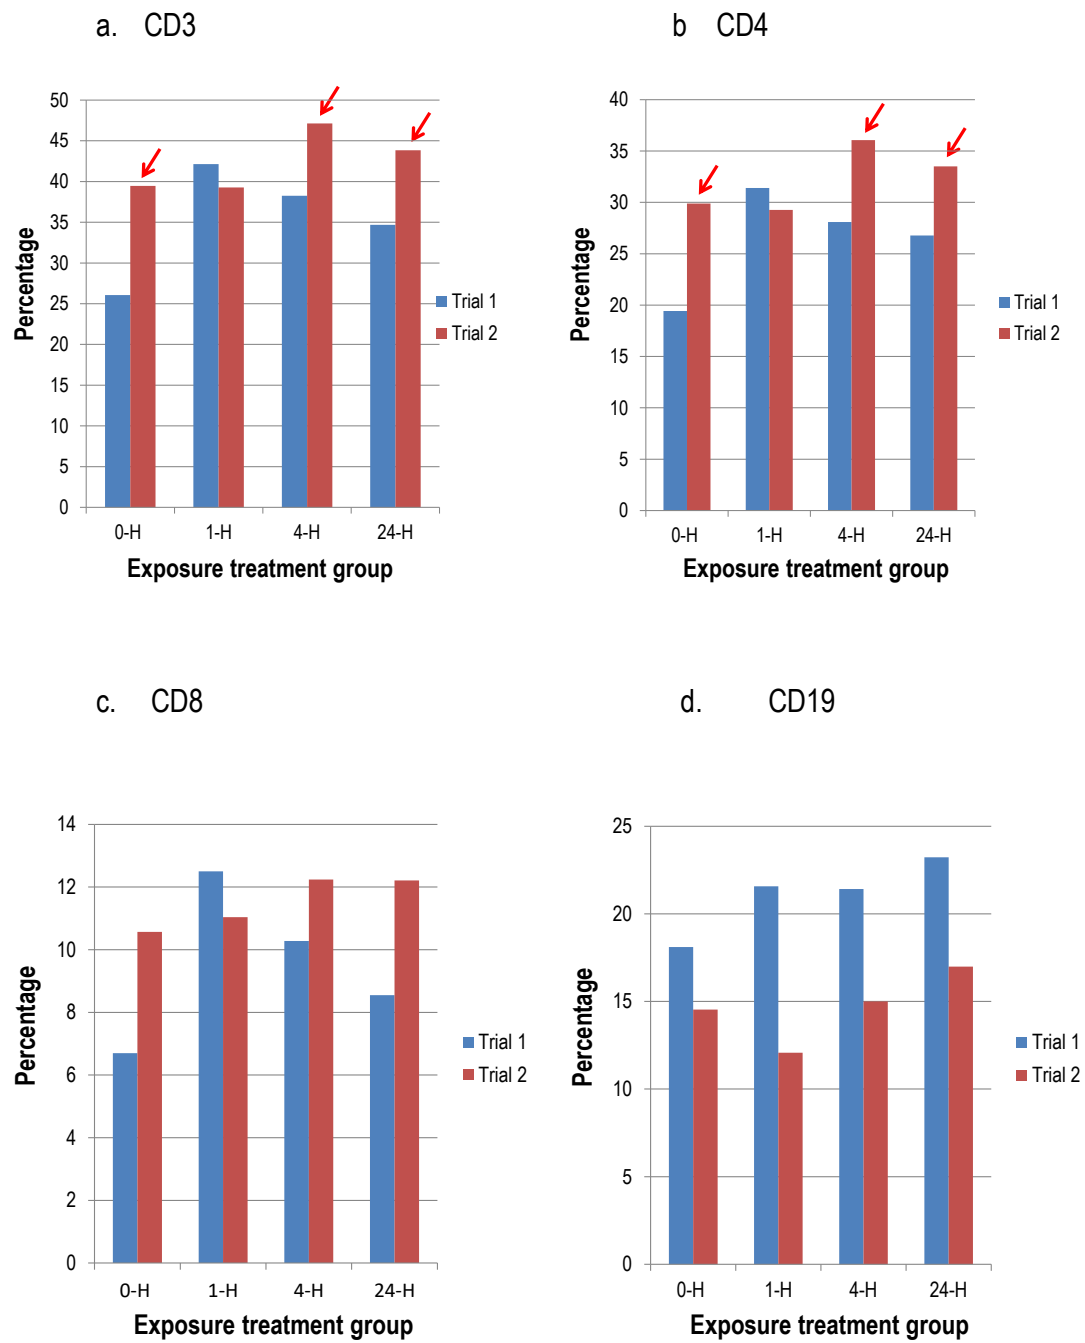 a. CD3
50
45
40
35
30
25
20
15
10
5
0
Percentage
0-H 1-H 4-H 24-H
Exposure treatment group
Trial 1
Trial 2
b CD4
40
35
30
25
20
15
10
5
0
Percentage
0-H 1-H 4-H 24-H
Exposure treatment group
Trial 1
Trial 2
c. CD8
14
12
10
8
6
4
2
0
Percentage
0-H 1-H 4-H 24-H
Exposure treatment group
Trial 1
Trial 2
d. CD19
25
20
15
10
5
0
Percentage
0-H 1-H 4-H 24-H
Exposure treatment group
Trial 1
Trial 2